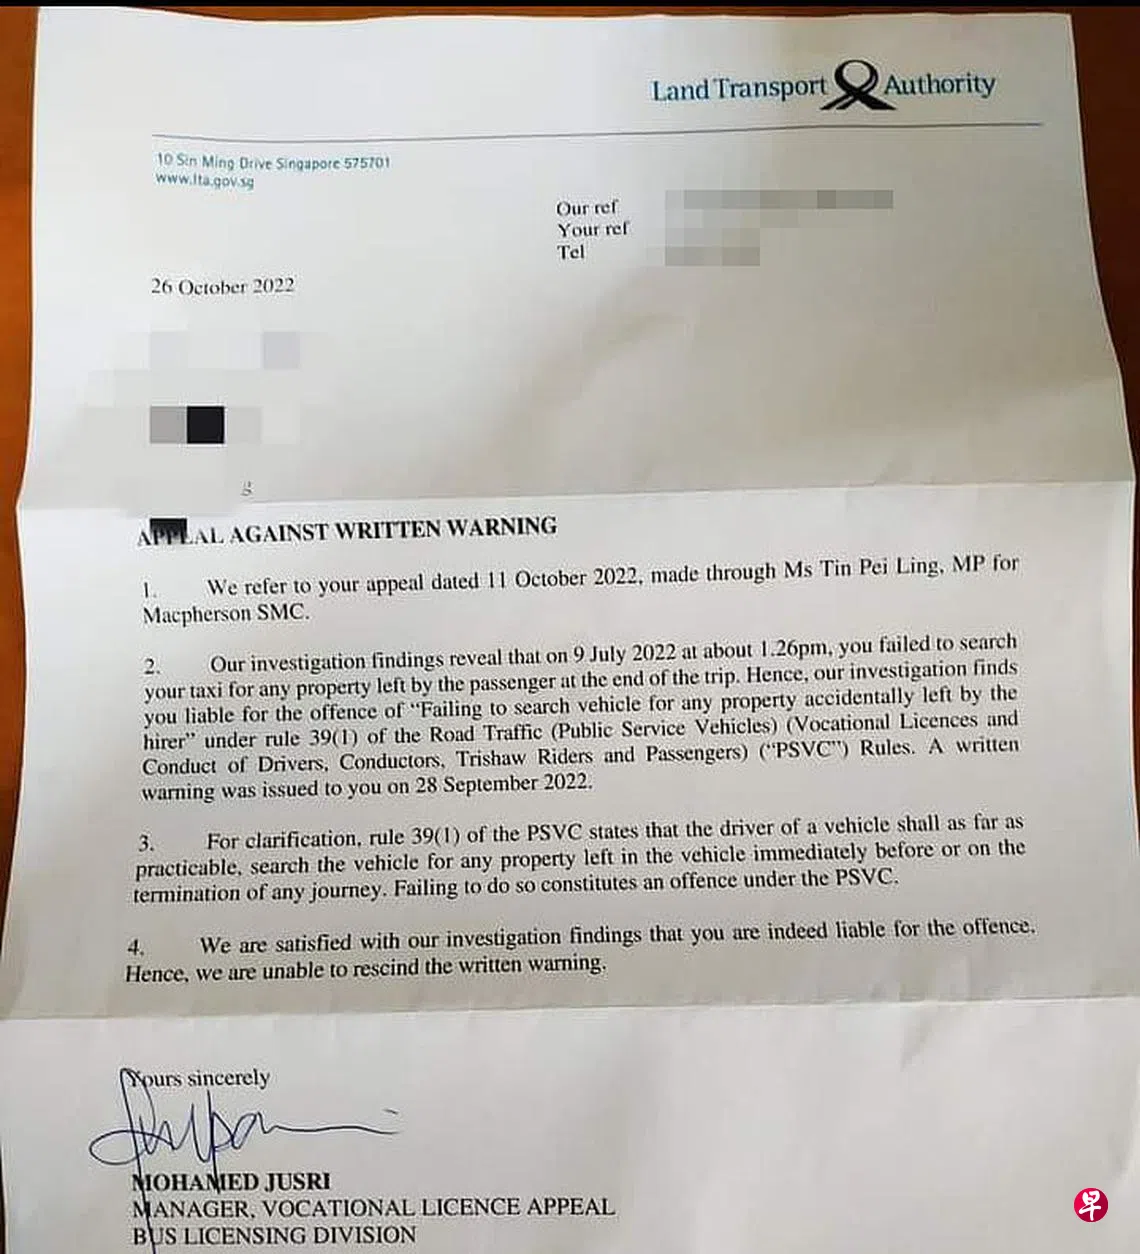 Land Transport Authority
10 Sin Ming Drive Singapore 575701
www.lta.gov.sg
Our ref
Your ref
Tel
26 October 2022
g
APPEAL AGAINST WRITTEN WARNING
1. We refer to your appeal dated 11 October 2022, made through Ms Tin Pei Ling, MP for
Macpherson SMC.
2. Our investigation findings reveal that on 9 July 2022 at about 1.26pm, you failed to search
your taxi for any property left by the passenger at the end of the trip. Hence, our investigation finds
you liable for the offence of “Failing to search vehicle for any property accidentally left by the
hirer” under rule 39(1) of the Road Traffic (Public Service Vehicles) (Vocational Licences and
Conduct of Drivers, Conductors, Trishaw Riders and Passengers) (“PSVC”) Rules. A written
warning was issued to you on 28 September 2022.
3. For clarification, rule 39(1) of the PSVC states that the driver of a vehicle shall as far as
practicable, search the vehicle for any property left in the vehicle immediately before or on the
termination of any journey. Failing to do so constitutes an offence under the PSVC.
4. We are satisfied with our investigation findings that you are indeed liable for the offence.
Hence, we are unable to rescind the written warning.
Yours sincerely
MOHAMED JUSRI
MANAGER, VOCATIONAL LICENCE APPEAL
BUS LICENSING DIVISION
早